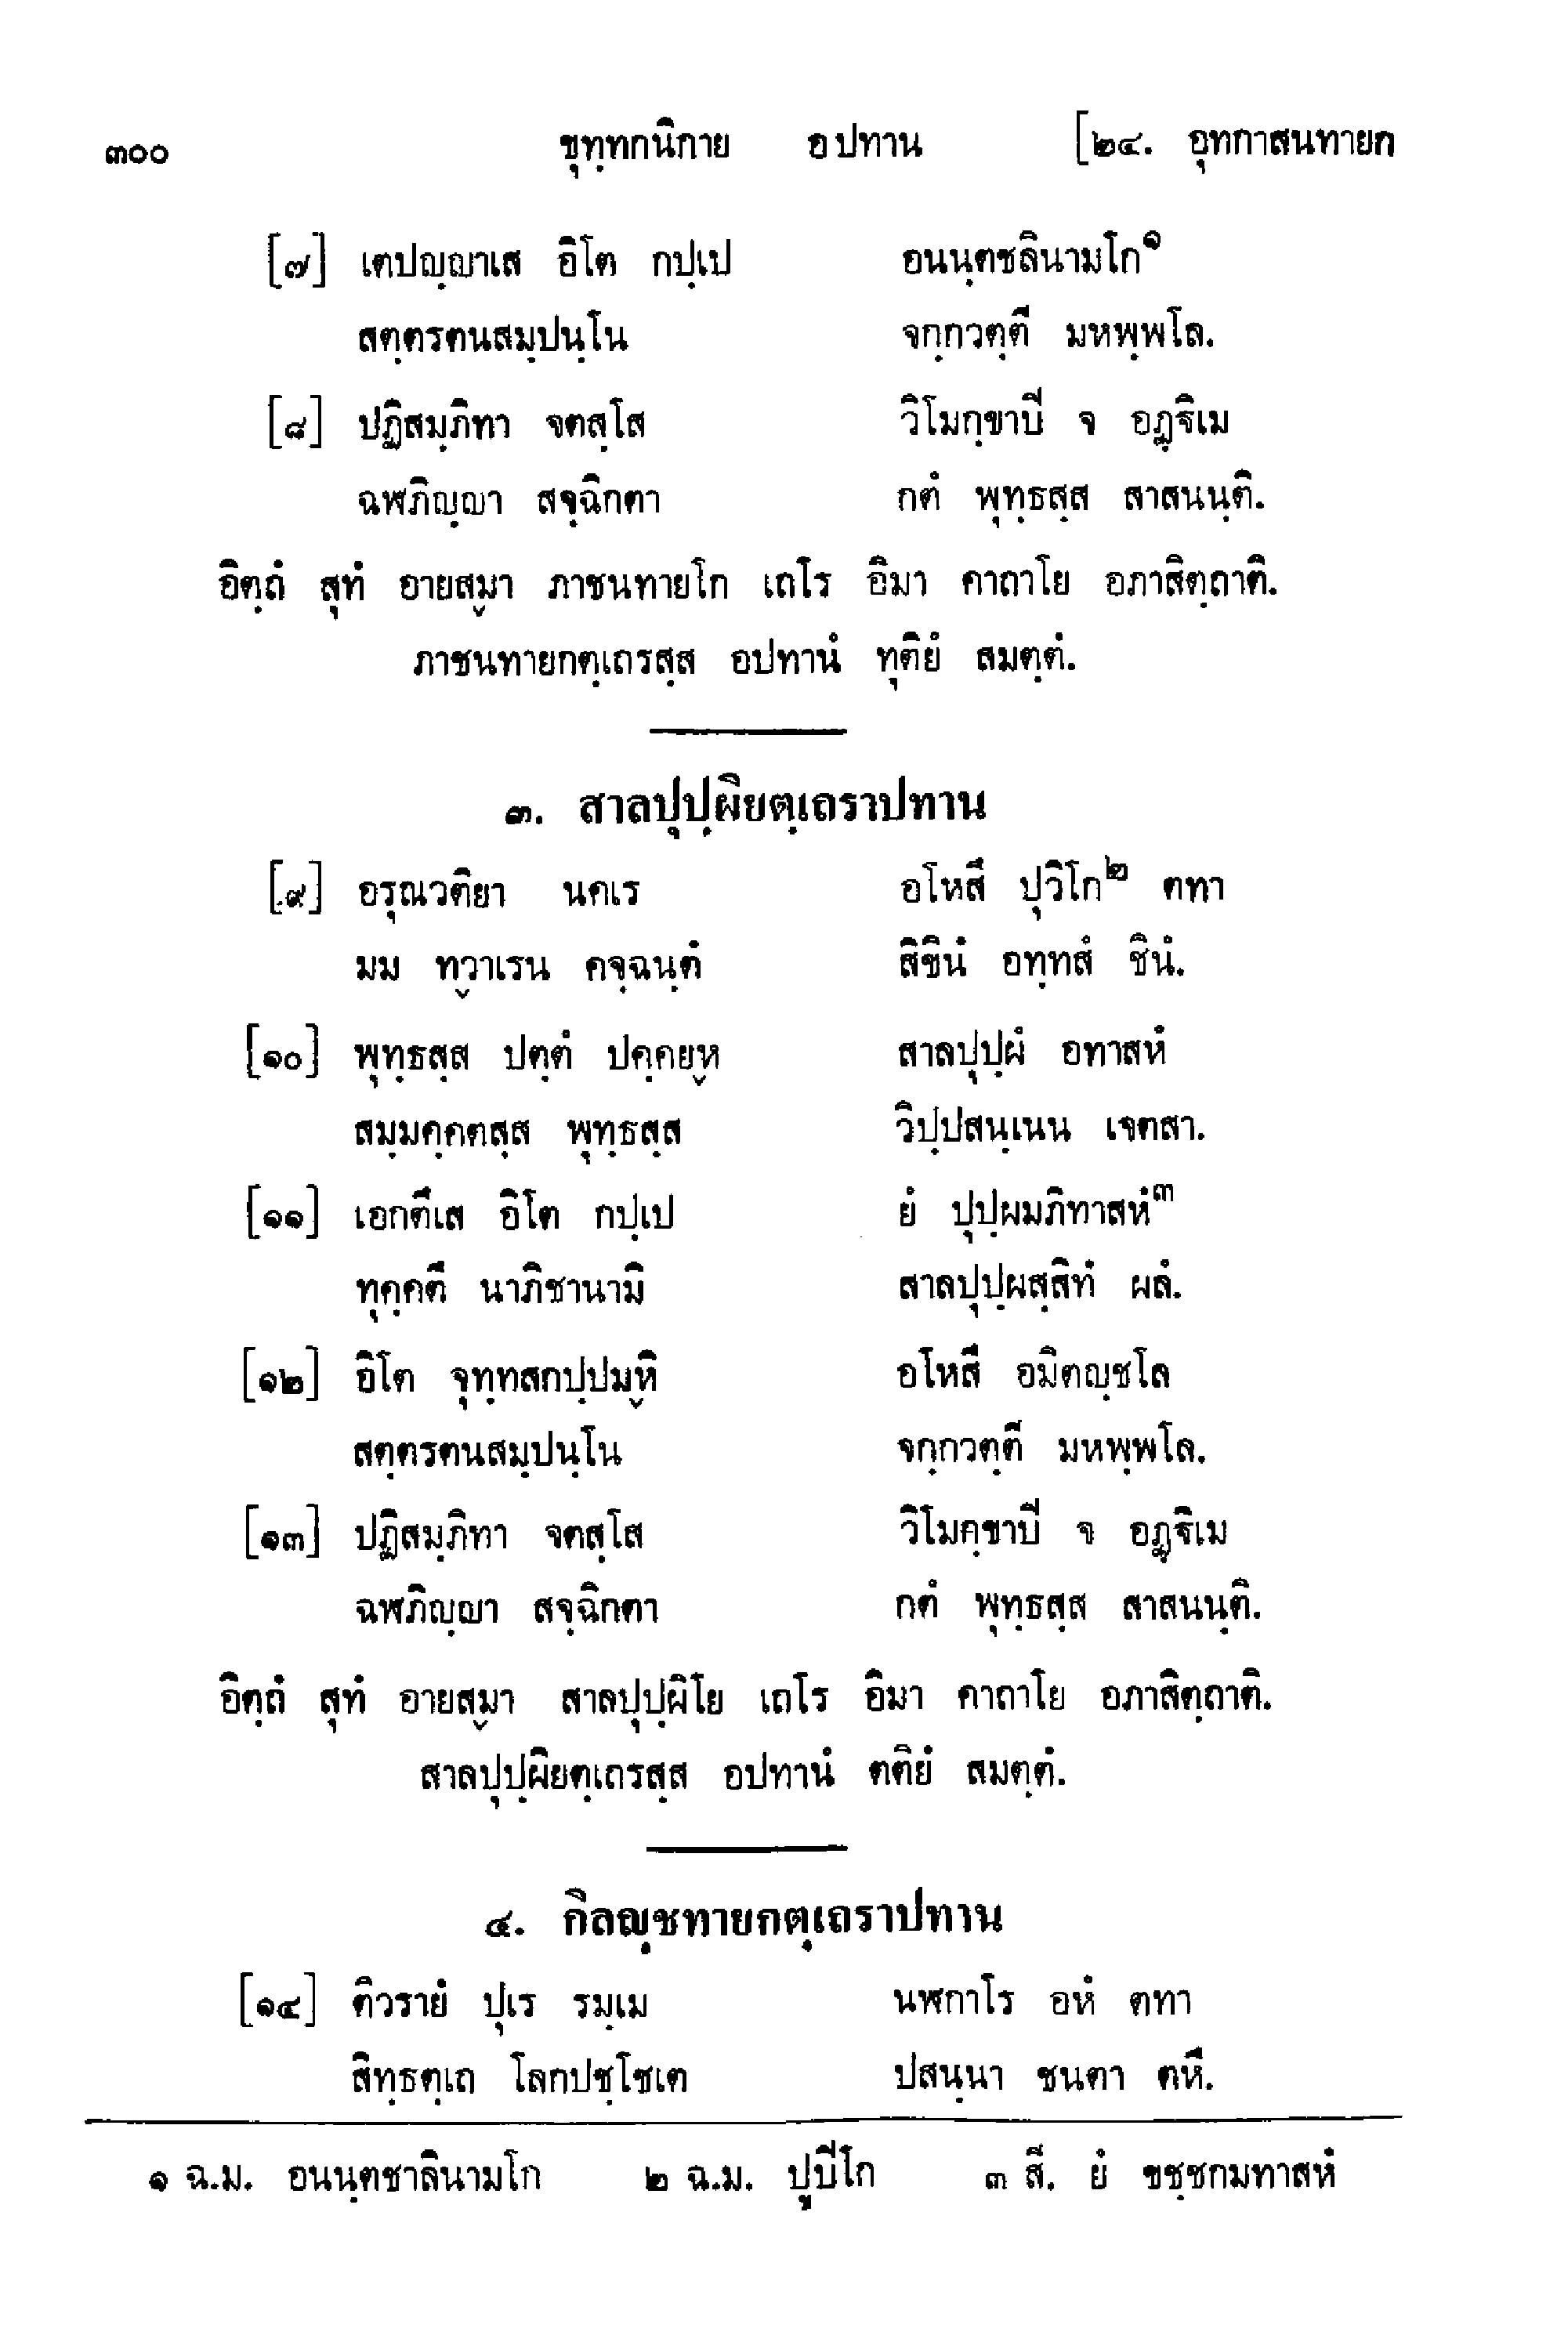 ๓๐๐ ขุทฺทกนิกาย อปทาน [๒๔. อุทกาสนทายก
[๗] เตปญฺญาเส อิโต กปฺเป อนนฺตชลินามโก๑
สตฺตรตนสมฺปนฺโน จกฺกวตฺตี มหพฺพโล.
[๘] ปฏิสมฺภิทา จตสฺโส วิโมกฺขาปิ จ อฏฺฐิเม
ฉฬภิญฺญา สจฺฉิกตา กตํ พุทฺธสฺส สาสนนฺติ.
อิตฺถํ สุทํ อายสฺมา ภาชนทายโก เถโร อิมา คาถาโย อภาสิตฺถาติ.
ภาชนทายกตฺเถรสฺส อปทานํ ทุติยํ สมตฺตํ.
๓. สาลปุปฺผิยตฺเถราปทาน
[๙] อรุณวติยา นคเร อโหสึ ปุวิโก๒ ตทา
มม ทฺวาเรน คจฺฉนฺตํ สิขินํ อทฺทสํ ชินํ.
[๑๐] พุทฺธสฺส ปตฺตํ ปคฺคยฺห สาลปุปฺผํ อทาสหํ
สมฺมคฺคตสฺส พุทฺธสฺส วิปฺปสนฺเนน เจตสา.
[๑๑] เอกตึเส อิโต กปฺเป ยํ ปุปฺผมภิทาสหํ๓
ทุคฺคตึ นาภิชานามิ สาลปุปฺผสฺสิทํ ผลํ.
[๑๒] อิโต จุทฺทสกปฺปมฺหิ อโหสึ อมิตญฺชโล
สตฺตรตนสมฺปนฺโน จกฺกวตฺตี มหพฺพโล.
[๑๓] ปฏิสมฺภิทา จตสฺโส วิโมกฺขาปิ จ อฏฺฐิเม
ฉฬภิญฺญา สจฺฉิกตา กตํ พุทฺธสฺส สาสนนฺติ.
อิตฺถํ สุทํ อายสฺมา สาลปุปฺผิโย เถโร อิมา คาถาโย อภาสิตฺถาติ.
สาลปุปฺผิยตฺเถรสฺส อปทานํ ตติยํ สมตฺตํ.
๔. กิลญฺชทายกตฺเถราปทาน
[๑๔] ติวรายํ ปุเร รมฺเม นฬกาโร อหํ ตทา
สิทฺธตฺเถ โลกปชฺโชเต ปสนฺนา ชนตา ตหึ.
๑ ฉ.ม. อนนฺตชาลินามโก ๒ ฉ.ม. ปูปิโก ๓ สี. ยํ ขชฺชกมทาสหํ